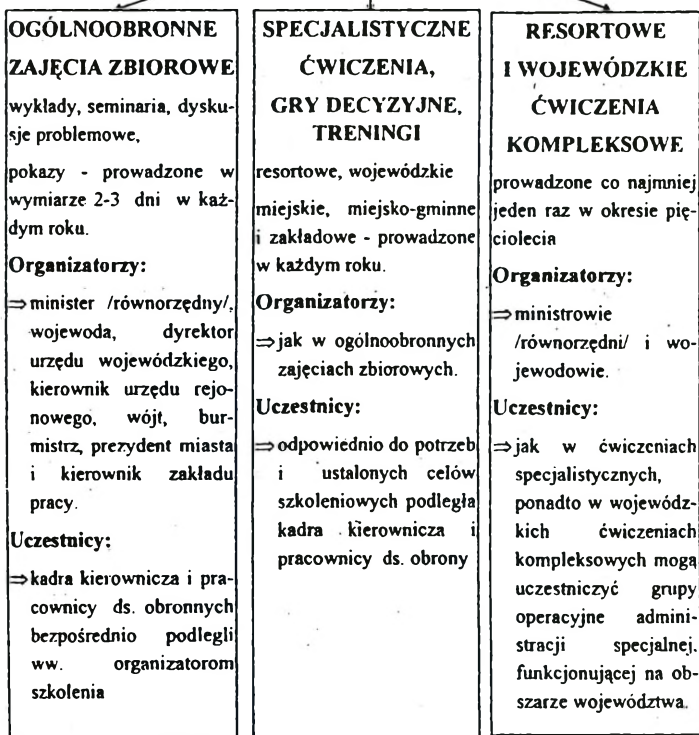 OGÓLNOOBRONNE
ZAJĘCIA ZBIOROWE
wykłady, seminaria, dysku-
sje problemowe,
pokazy - prowadzone w
wymiarze 2-3 dni w każ-
dym roku.
Organizatorzy:
⇒minister /równorzędny/,
wojewoda, dyrektor
urzędu wojewódzkiego,
kierownik urzędu rejo-
nowego, wójt, bur-
mistrz, prezydent miasta
i kierownik zakładu
pracy.
Uczestnicy:
⇒kadra kierownicza i pra-
cownicy ds. obronnych
bezpośrednio podlegli
ww. organizatorom
szkolenia
SPECJALISTYCZNE
ĆWICZENIA,
GRY DECYZYJNE,
TRENINGI
resortowe, wojewódzkie
miejskie, miejsko-gminne
i zakładowe - prowadzone
w każdym roku.
Organizatorzy:
⇒jak w ogólnoobronnych
zajęciach zbiorowych.
Uczestnicy:
⇒odpowiednio do potrzeb
i ustalonych celów
szkoleniowych podległa
kadra kierownicza i
pracownicy ds. obrony
RESORTOWE
I WOJEWÓDZKIE
ĆWICZENIA
KOMPLEKSOWE
prowadzone co najmniej
jeden raz w okresie pię-
ciolecia
Organizatorzy:
⇒ministrowie
/równorzędni/ i wo-
jewodowie.
Uczestnicy:
⇒jak w ćwiczeniach
specjalistycznych,
ponadto w wojewódz-
kich ćwiczeniach
kompleksowych mogą
uczestniczyć grupy
operacyjne admini-
stracji specjalnej,
funkcjonującej na ob-
szarze województwa.